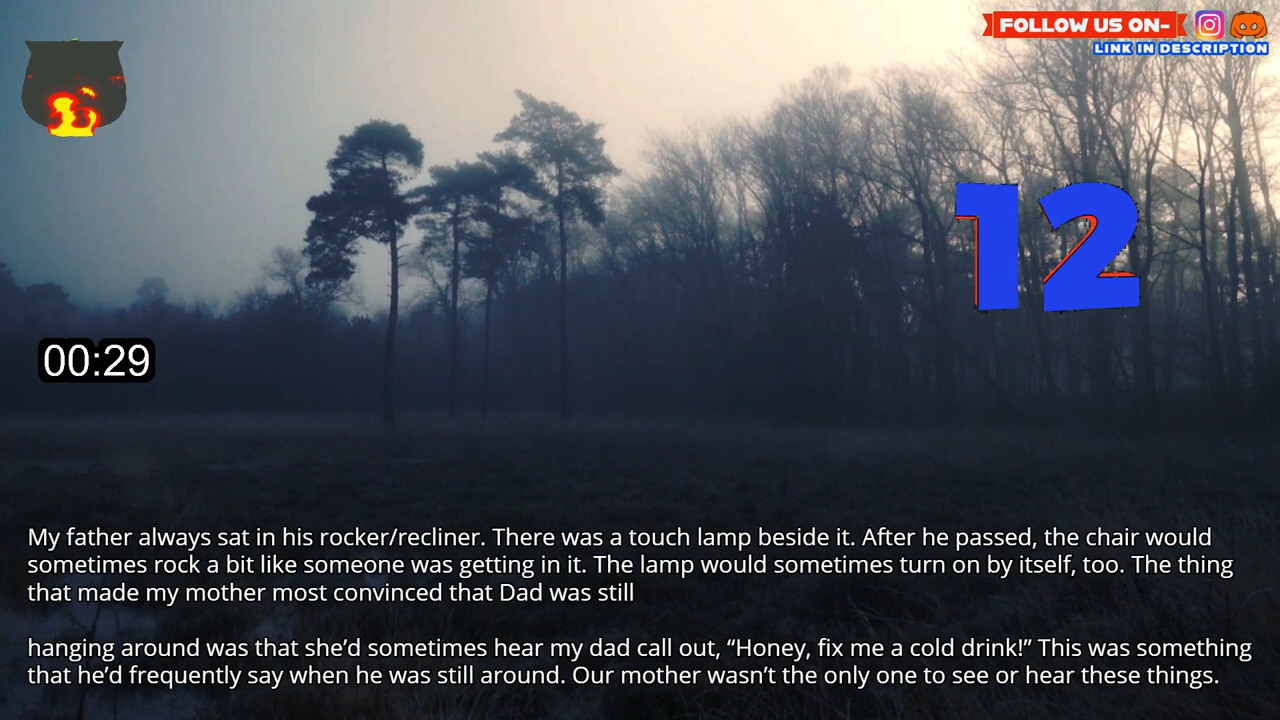 FOLLOW US ON-
LINK IN DESCRIPTION
12
00:29
My father always sat in his rocker/recliner. There was a touch lamp beside it. After he passed, the chair would
sometimes rock a bit like someone was getting in it. The lamp would sometimes turn on by itself, too. The thing
that made my mother most convinced that Dad was still
hanging around was that she’d sometimes hear my dad call out, “Honey, fix me a cold drink!” This was something
that he’d frequently say when he was still around. Our mother wasn’t the only one to see or hear these things.